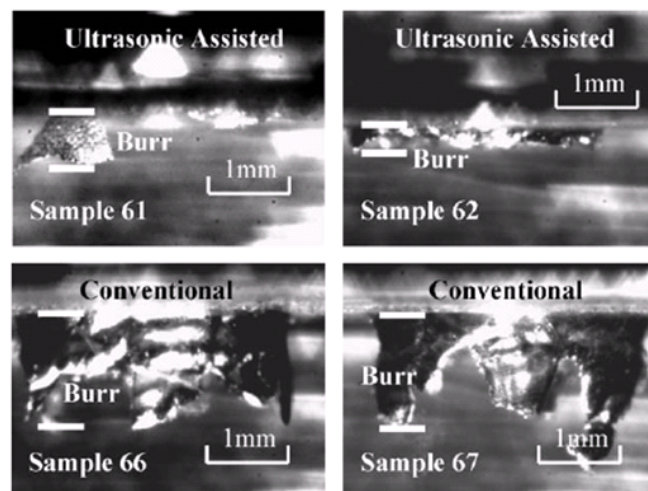 Ultrasonic Assisted
Burr
1mm
Sample 61
Ultrasonic Assisted
1mm
Burr
Sample 62
Conventional
Burr
1mm
Sample 66
Conventional
Burr
1mm
Sample 67